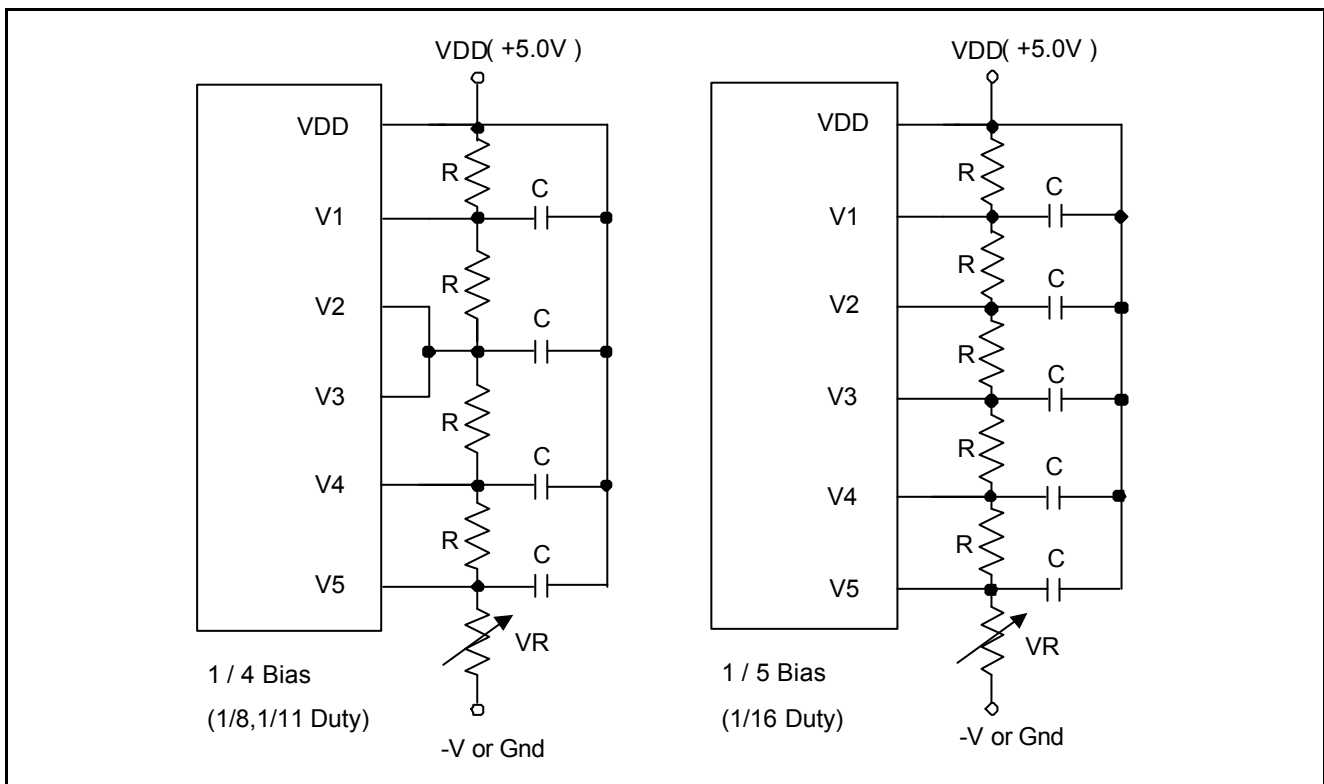 VDD( +5.0V )
VDD
R
C
V1
R
V2
C
V3
R
C
V4
R
C
V5
VR
1 / 4 Bias
(1/8,1/11 Duty)
-V or Gnd
VDD( +5.0V )
VDD
R
C
V1
R
C
V2
R
C
V3
R
C
V4
R
C
V5
VR
1 / 5 Bias
(1/16 Duty)
-V or Gnd